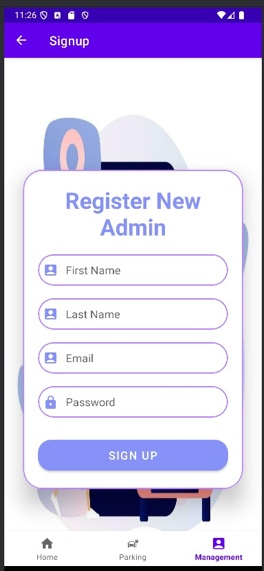 11:26
Signup
Register New
Admin
First Name
Last Name
Email
Password
SIGN UP
Home
Parking
Management